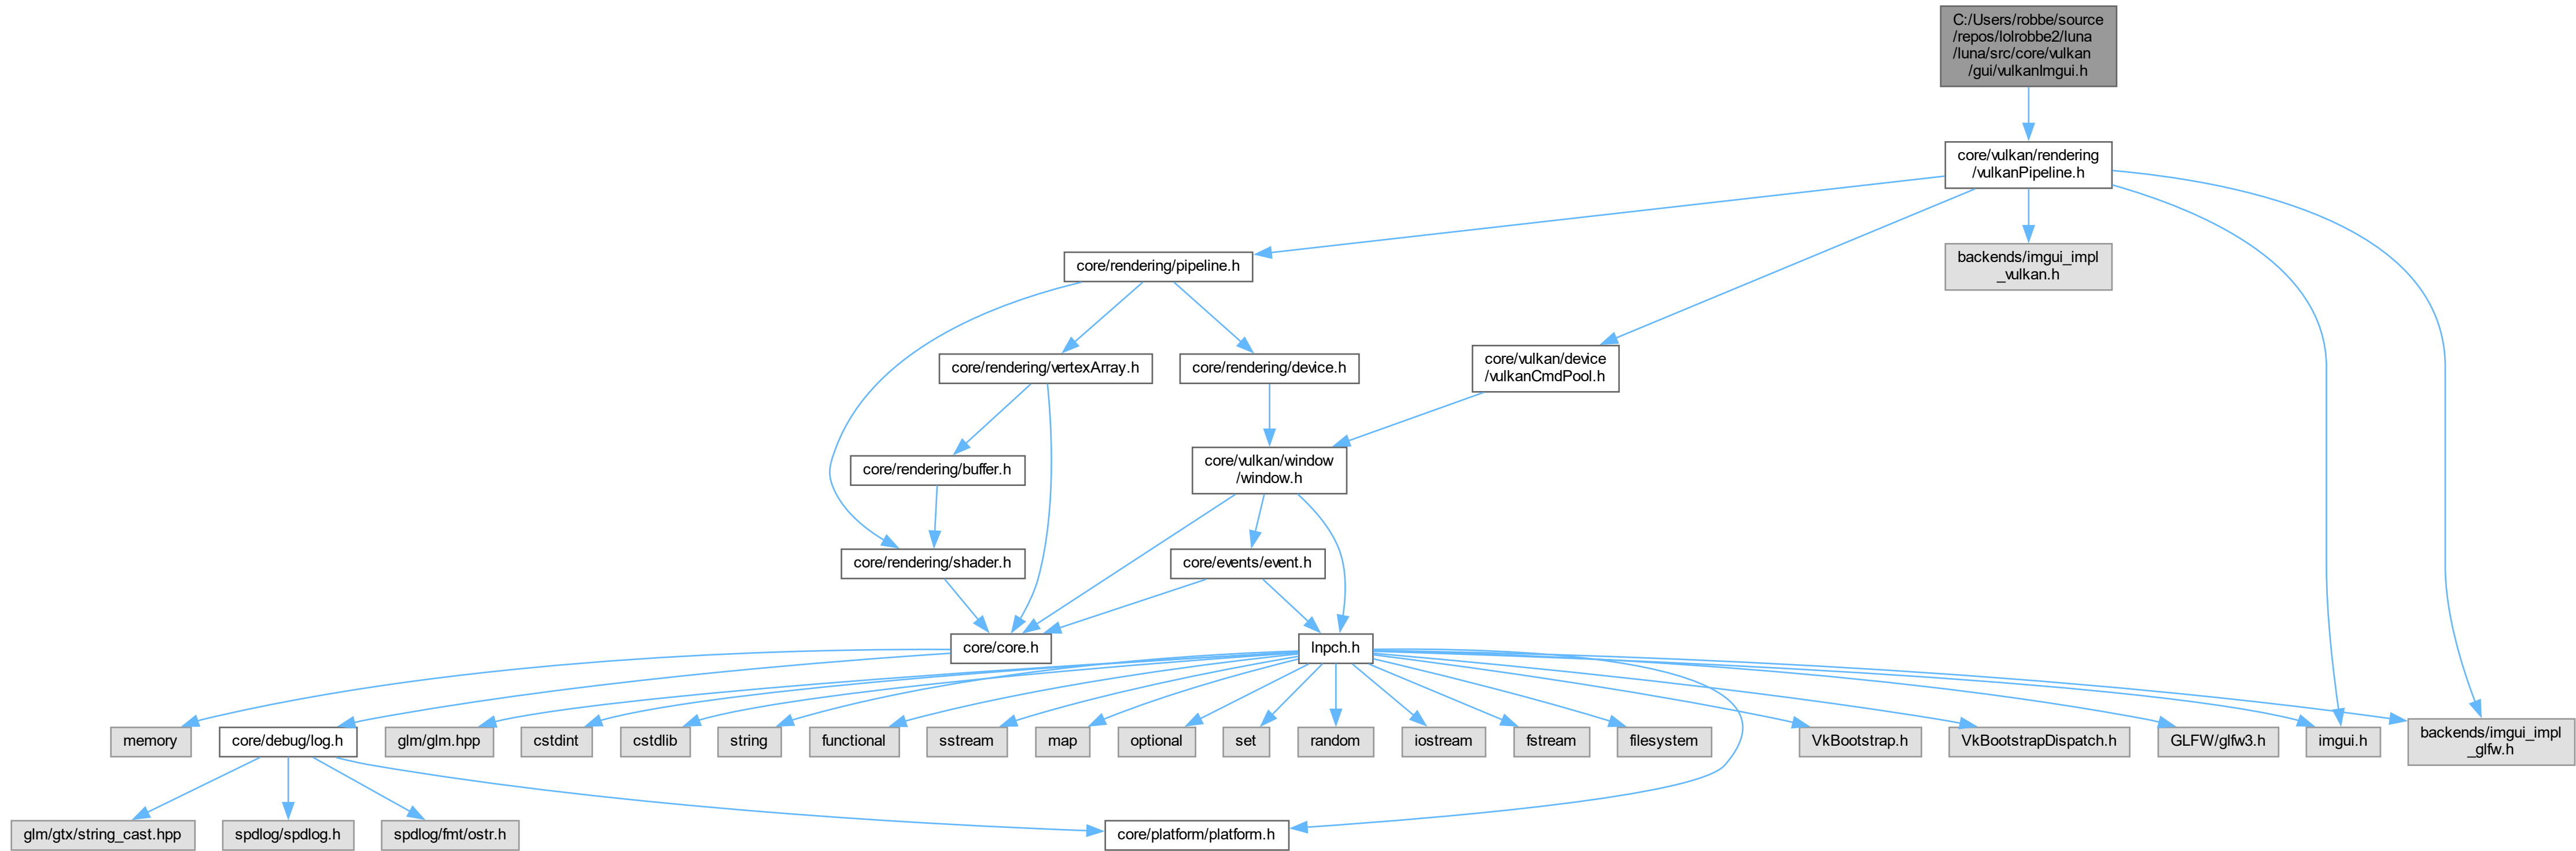 C:/Users/robbe/source
/repos/lolrobbe2/luna
/luna/src/core/vulkan
/gui/vulkanImgui.h
core/vulkan/rendering
/vulkanPipeline.h
core/rendering/pipeline.h
backends/imgui_impl
_vulkan.h
core/rendering/vertexArray.h
core/rendering/device.h
core/vulkan/device
/vulkanCmdPool.h
core/rendering/buffer.h
core/vulkan/window
/window.h
core/rendering/shader.h
core/events/event.h
core/core.h
lnpch.h
memory
core/debug/log.h
glm/glm.hpp
cstdint
cstdlib
string
functional
sstream
map
optional
set
random
iostream
fstream
filesystem
VkBootstrap.h
VkBootstrapDispatch.h
GLFW/glfw3.h
imgui.h
backends/imgui_impl
_glfw.h
glm/gtx/string_cast.hpp
spdlog/spdlog.h
spdlog/fmt/ostr.h
core/platform/platform.h